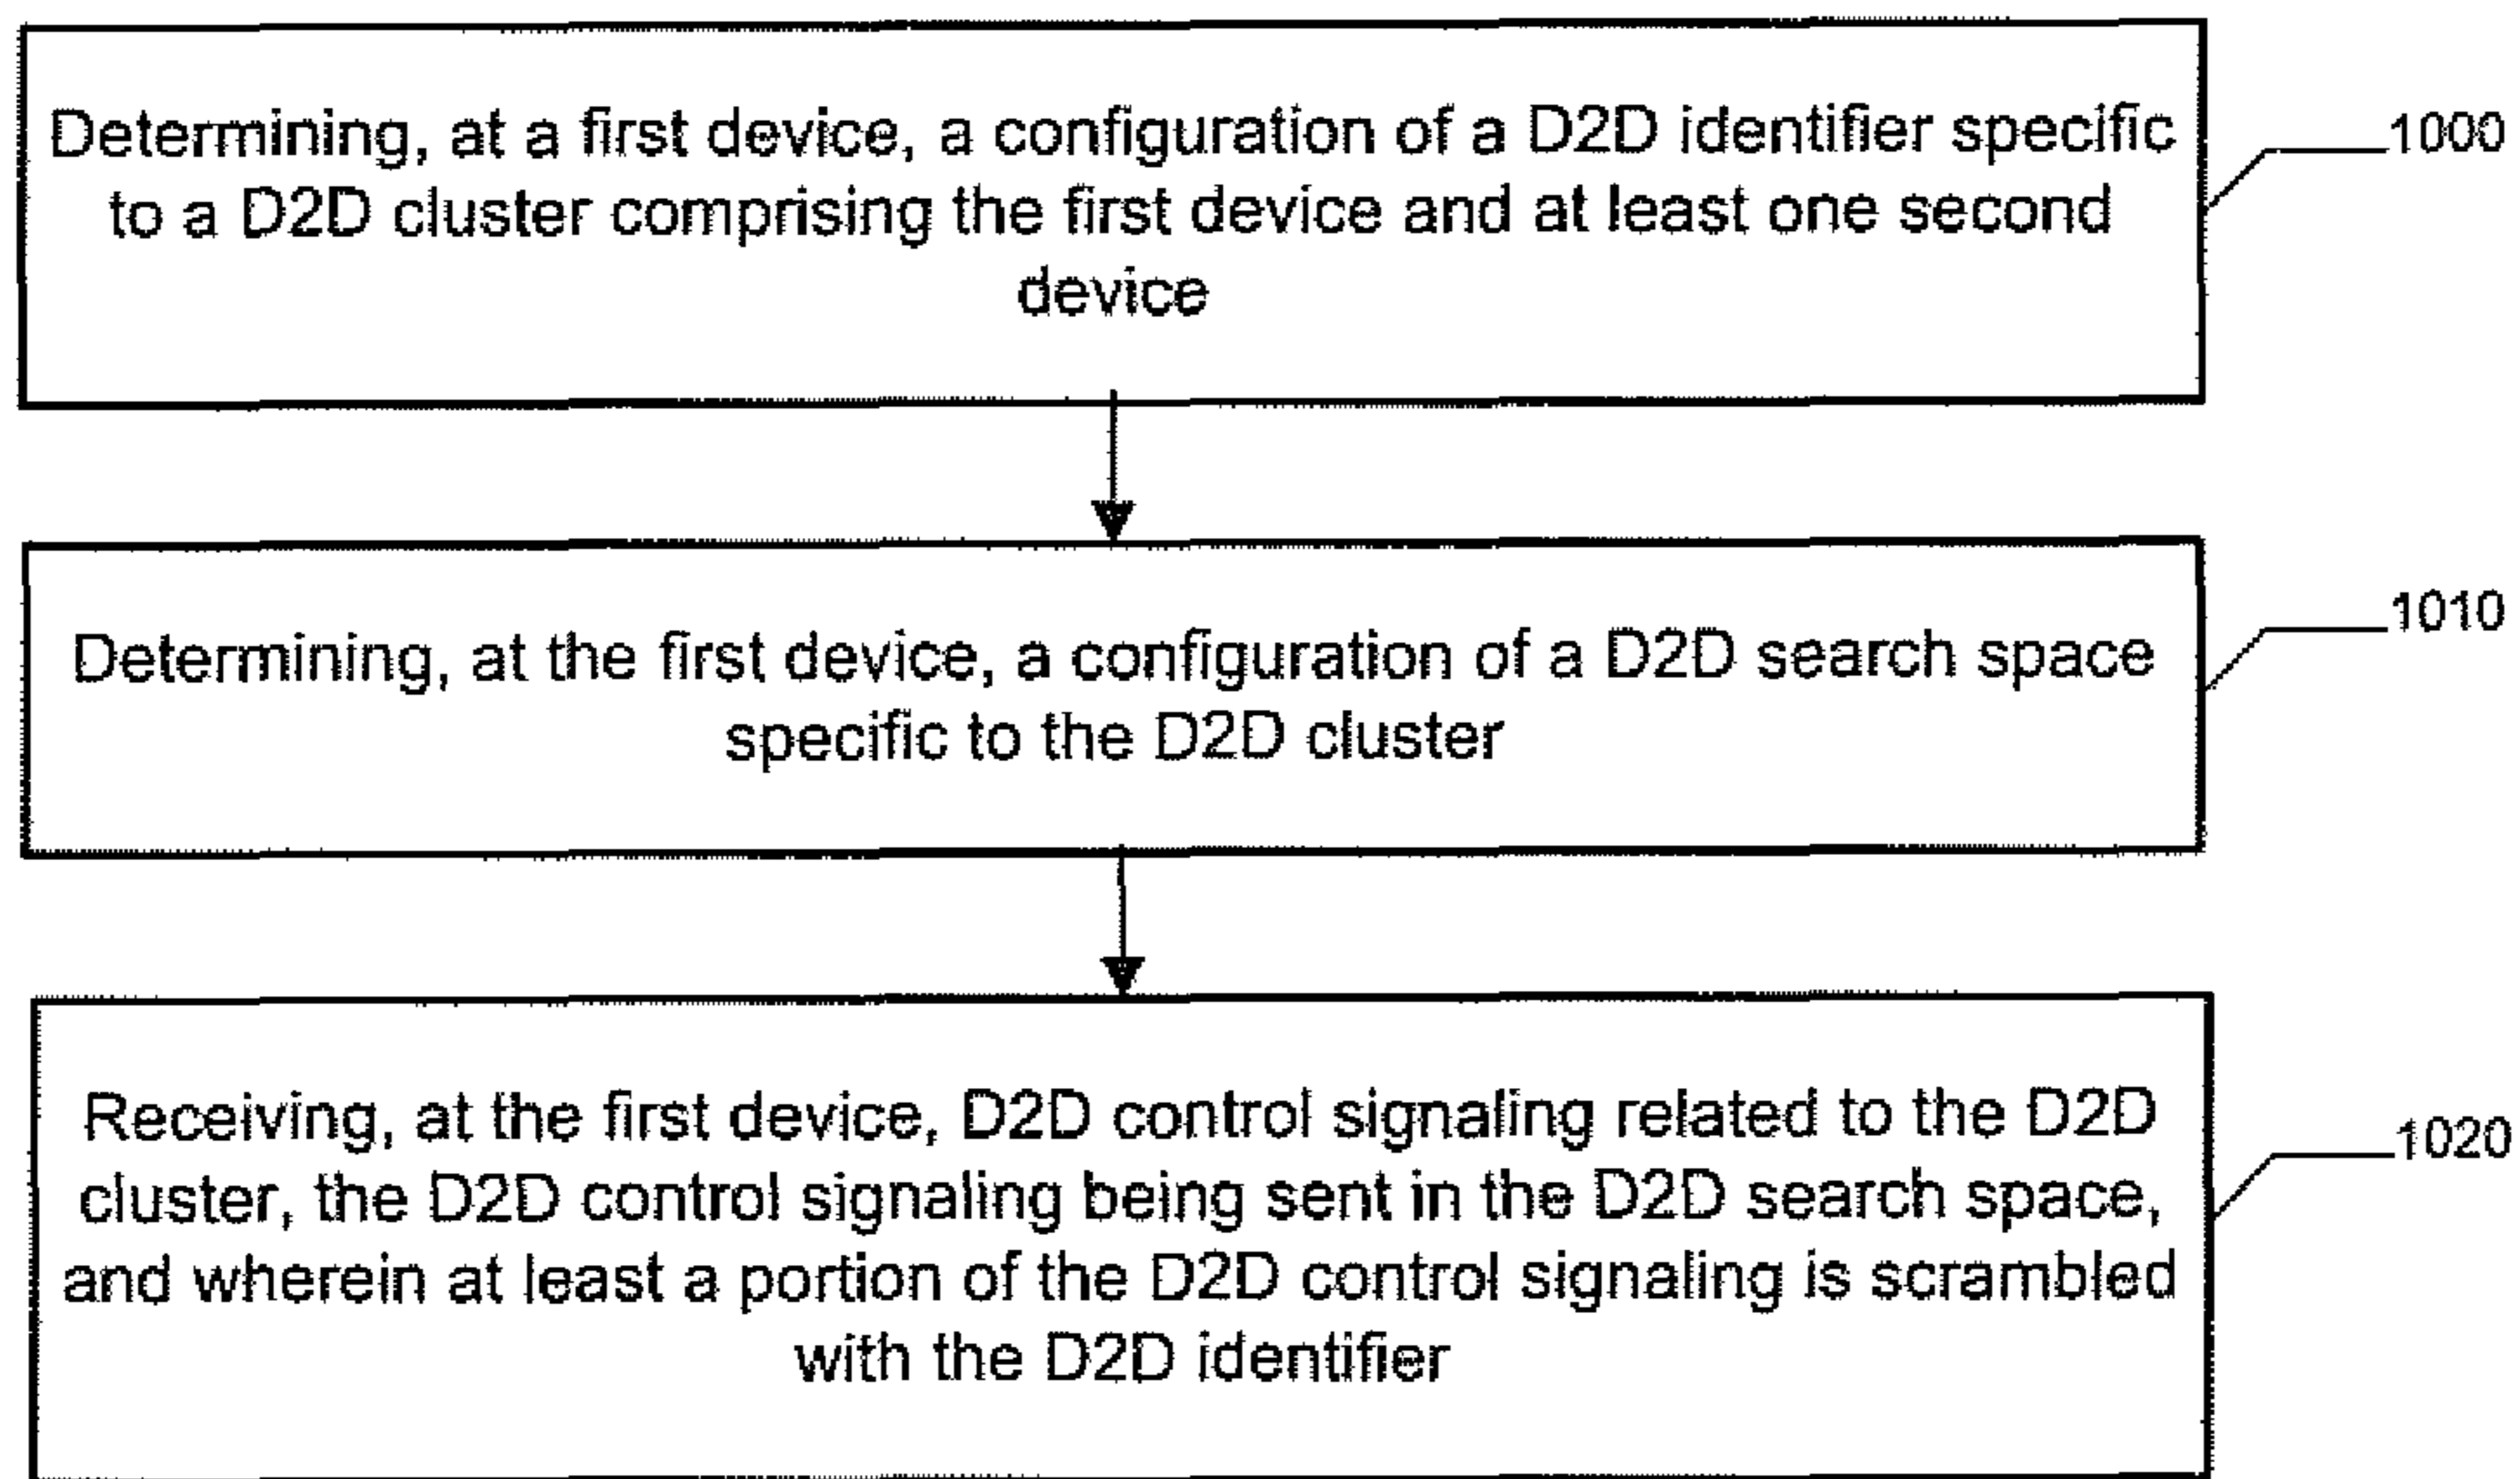 Determining, at a first device, a configuration of a D2D identifier specific
to a D2D cluster comprising the first device and at least one second
device
1000
Determining, at the first device, a configuration of a D2D search space
specific to the D2D cluster
1010
Receiving, at the first device, D2D control signaling related to the D2D
cluster, the D2D control signaling being sent in the D2D search space,
and wherein at least a portion of the D2D control signaling is scrambled
with the D2D identifier
1020